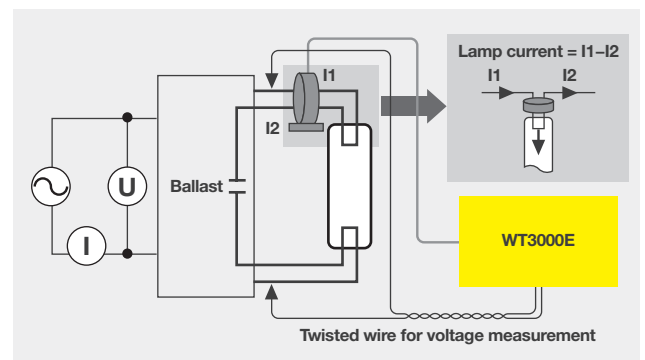 Lamp current = I1–I2
I1
I2
I1
I2
Ballast
U
I
WT3000E
Twisted wire for voltage measurement